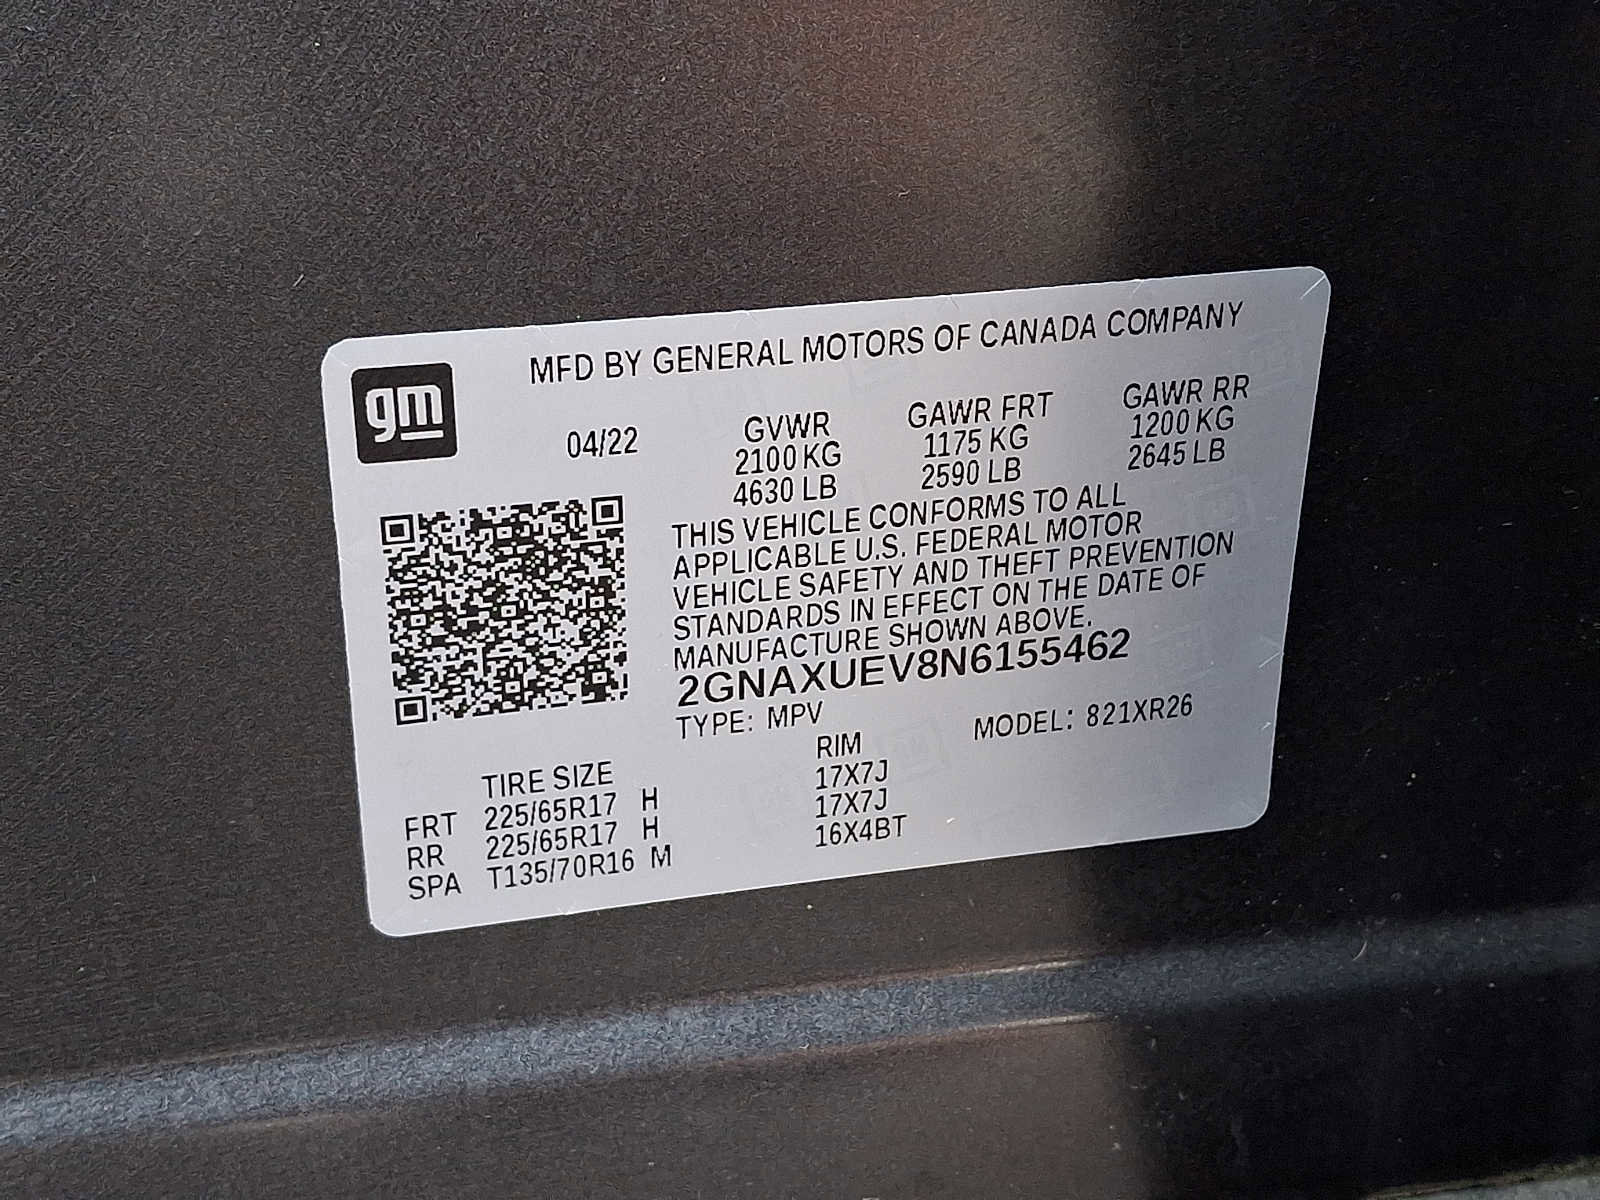 MFD BY GENERAL MOTORS OF CANADA COMPANY
gm
04/22
GVWR GAWR FRT GAWR RR
2100 KG 1175 KG 1200 KG
4630 LB 2590 LB 2645 LB
THIS VEHICLE CONFORMS TO ALL
APPLICABLE U.S. FEDERAL MOTOR
VEHICLE SAFETY AND THEFT PREVENTION
STANDARDS IN EFFECT ON THE DATE OF
MANUFACTURE SHOWN ABOVE.
2GNAXUEV8N6155462
TYPE: MPV MODEL: 821XR26
TIRE SIZE RIM
FRT 225/65R17 H 17X7J
RR 225/65R17 H 17X7J
SPA T135/70R16 M 16X4BT